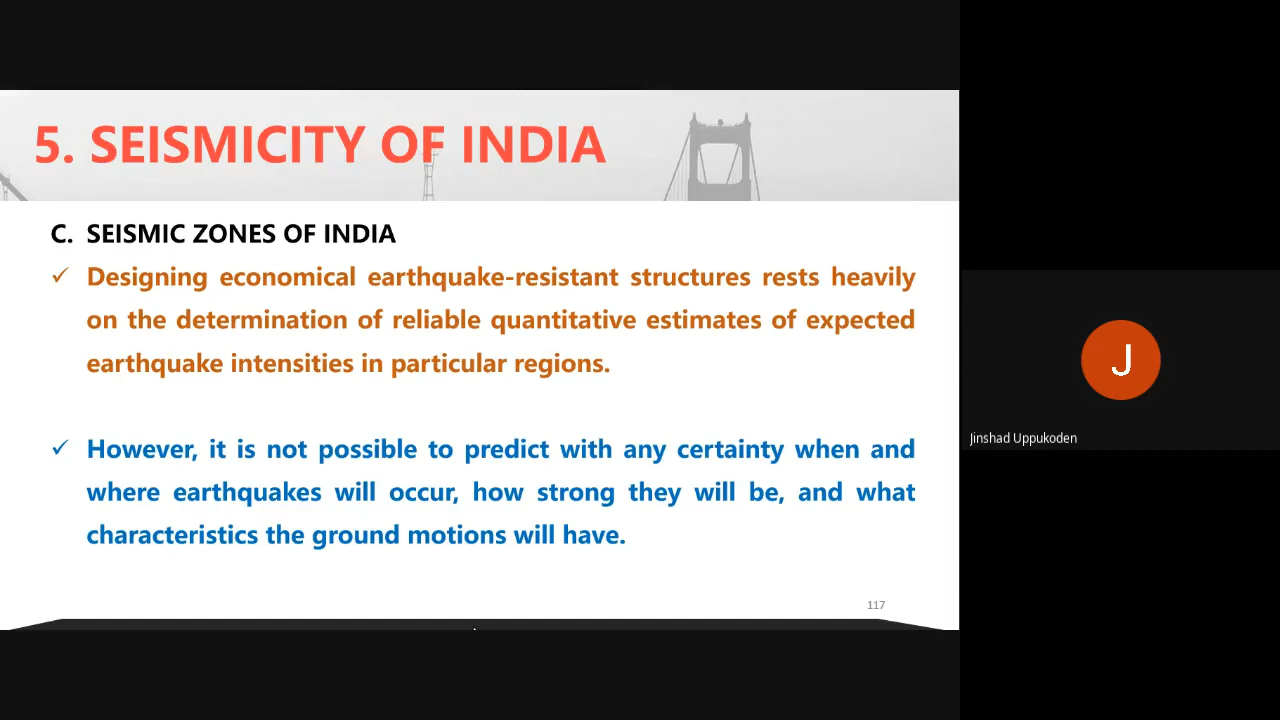 5. SEISMICITY OF INDIA
C. SEISMIC ZONES OF INDIA
✓ Designing economical earthquake-resistant structures rests heavily
on the determination of reliable quantitative estimates of expected
earthquake intensities in particular regions.
✓ However, it is not possible to predict with any certainty when and
where earthquakes will occur, how strong they will be, and what
characteristics the ground motions will have.
117
J
Jinshad Uppukoden